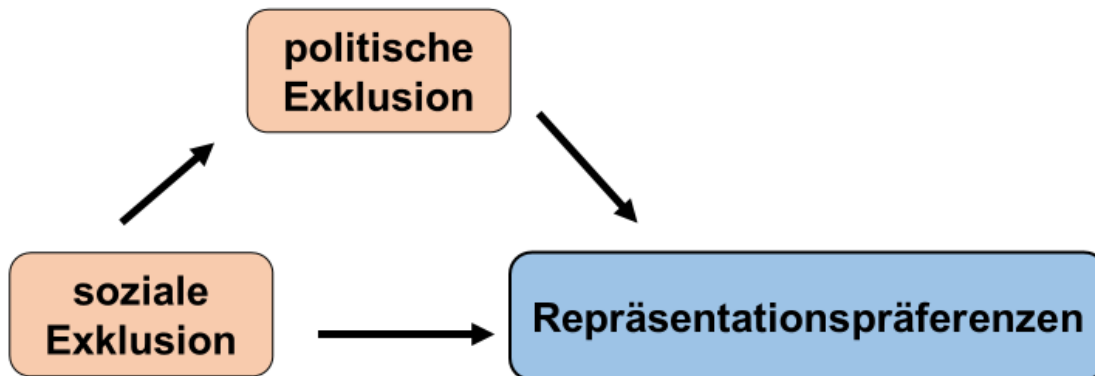 politische
Exklusion
soziale
Exklusion
Repräsentationspräferenzen